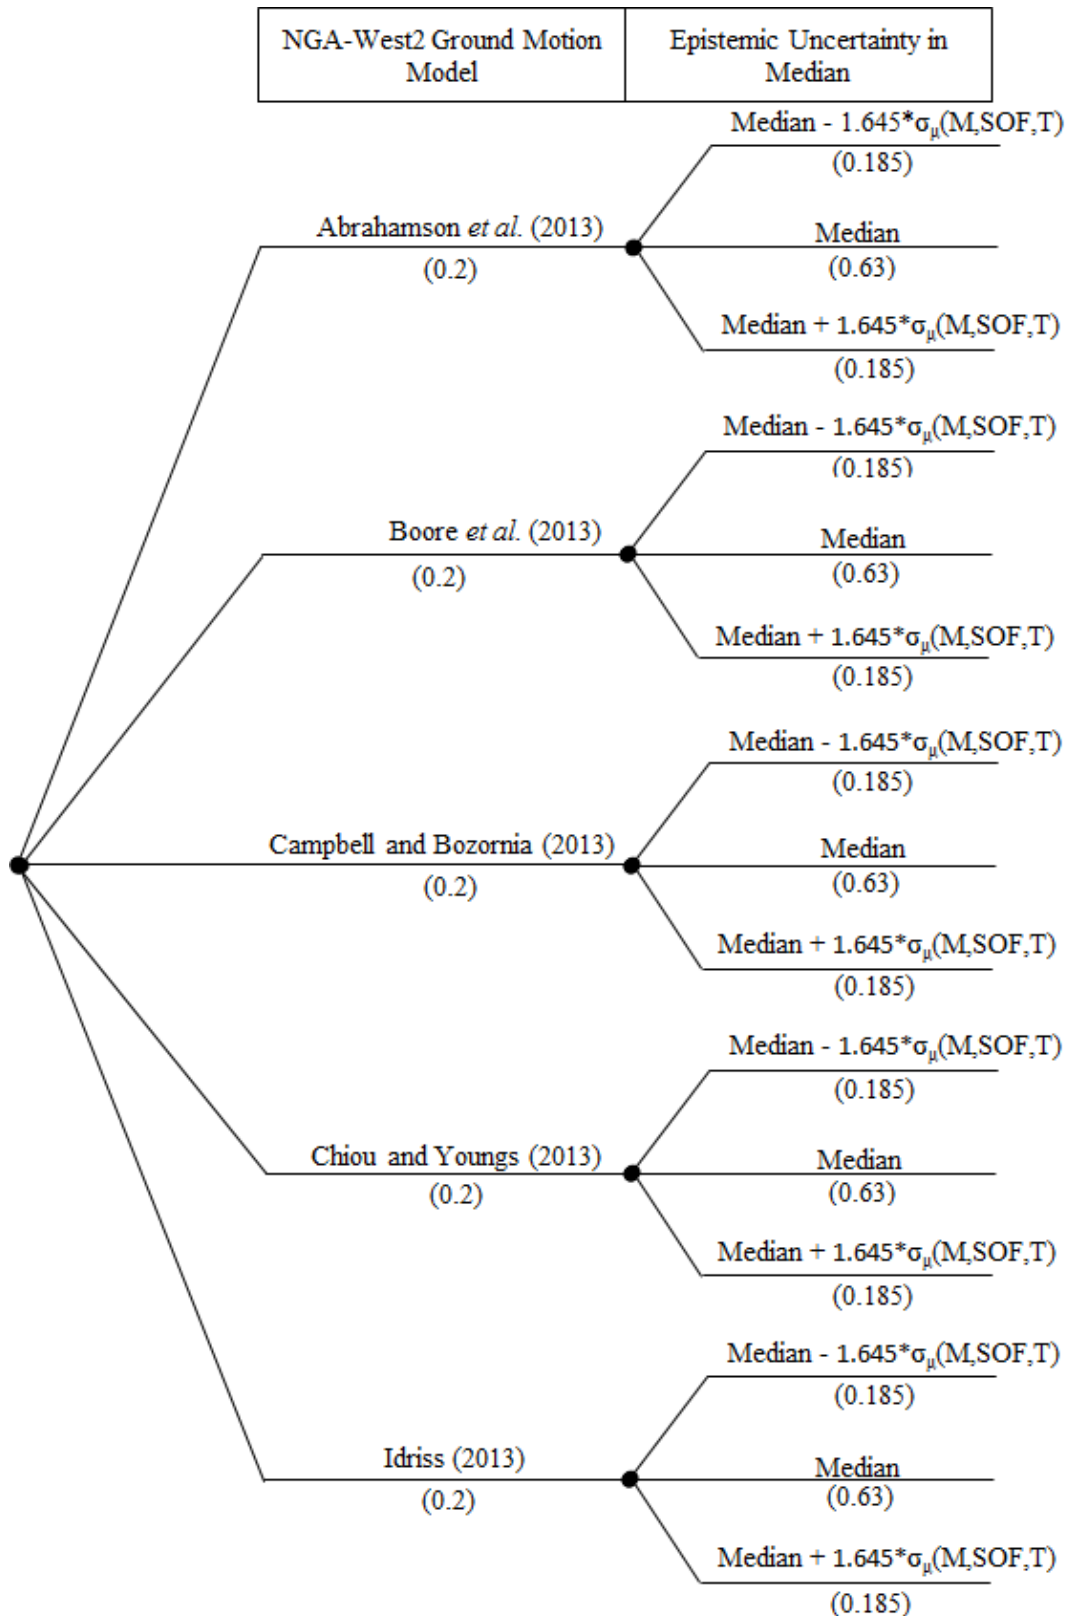 NGA-West2 Ground Motion
Model
Epistemic Uncertainty in
Median
Abrahamson et al. (2013)
(0.2)
Median - 1.645*σμ(M,SOF,T)
(0.185)
Median
(0.63)
Median + 1.645*σμ(M,SOF,T)
(0.185)
Boore et al. (2013)
(0.2)
Median - 1.645*σμ(M,SOF,T)
(0.185)
Median
(0.63)
Median + 1.645*σμ(M,SOF,T)
(0.185)
Campbell and Bozornia (2013)
(0.2)
Median - 1.645*σμ(M,SOF,T)
(0.185)
Median
(0.63)
Median + 1.645*σμ(M,SOF,T)
(0.185)
Chiou and Youngs (2013)
(0.2)
Median - 1.645*σμ(M,SOF,T)
(0.185)
Median
(0.63)
Median + 1.645*σμ(M,SOF,T)
(0.185)
Idriss (2013)
(0.2)
Median - 1.645*σμ(M,SOF,T)
(0.185)
Median
(0.63)
Median + 1.645*σμ(M,SOF,T)
(0.185)